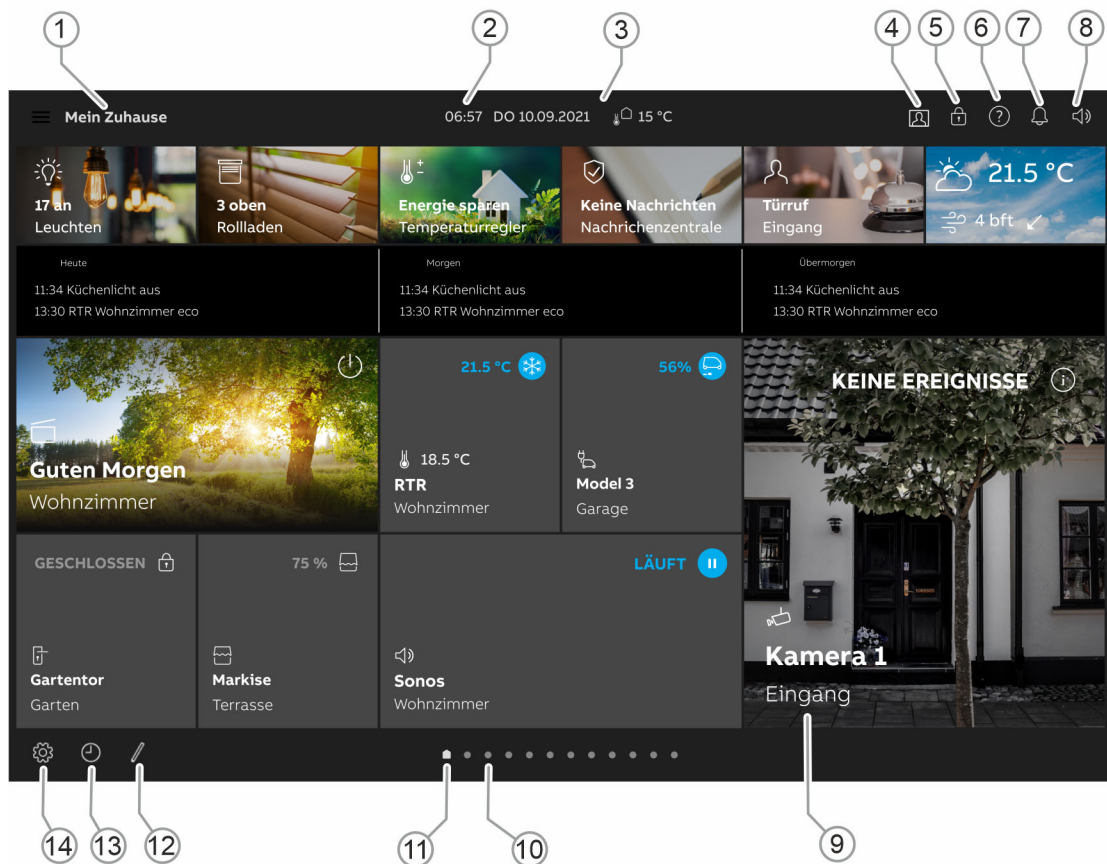 1
2
3
4
5
6
7
8
Mein Zuhause
06:57 DO 10.09.2021 15 °C
17 an
Leuchten
3 oben
Rollladen
Energie sparen
Temperaturregler
Keine Nachrichten
Nachrichenzentrale
Türruf
Eingang
21.5 °C
4 bft
Heute
11:34 Küchenlicht aus
13:30 RTR Wohnzimmer eco
Morgen
11:34 Küchenlicht aus
13:30 RTR Wohnzimmer eco
Übermorgen
11:34 Küchenlicht aus
13:30 RTR Wohnzimmer eco
Guten Morgen
Wohnzimmer
21.5 °C
18.5 °C
RTR
Wohnzimmer
56%
Model 3
Garage
KEINE EREIGNISSE
Kamera 1
Eingang
GESCHLOSSEN
Gartentor
Garten
75 %
Markise
Terrasse
LÄUFT
Sonos
Wohnzimmer
14
13
12
11
10
9